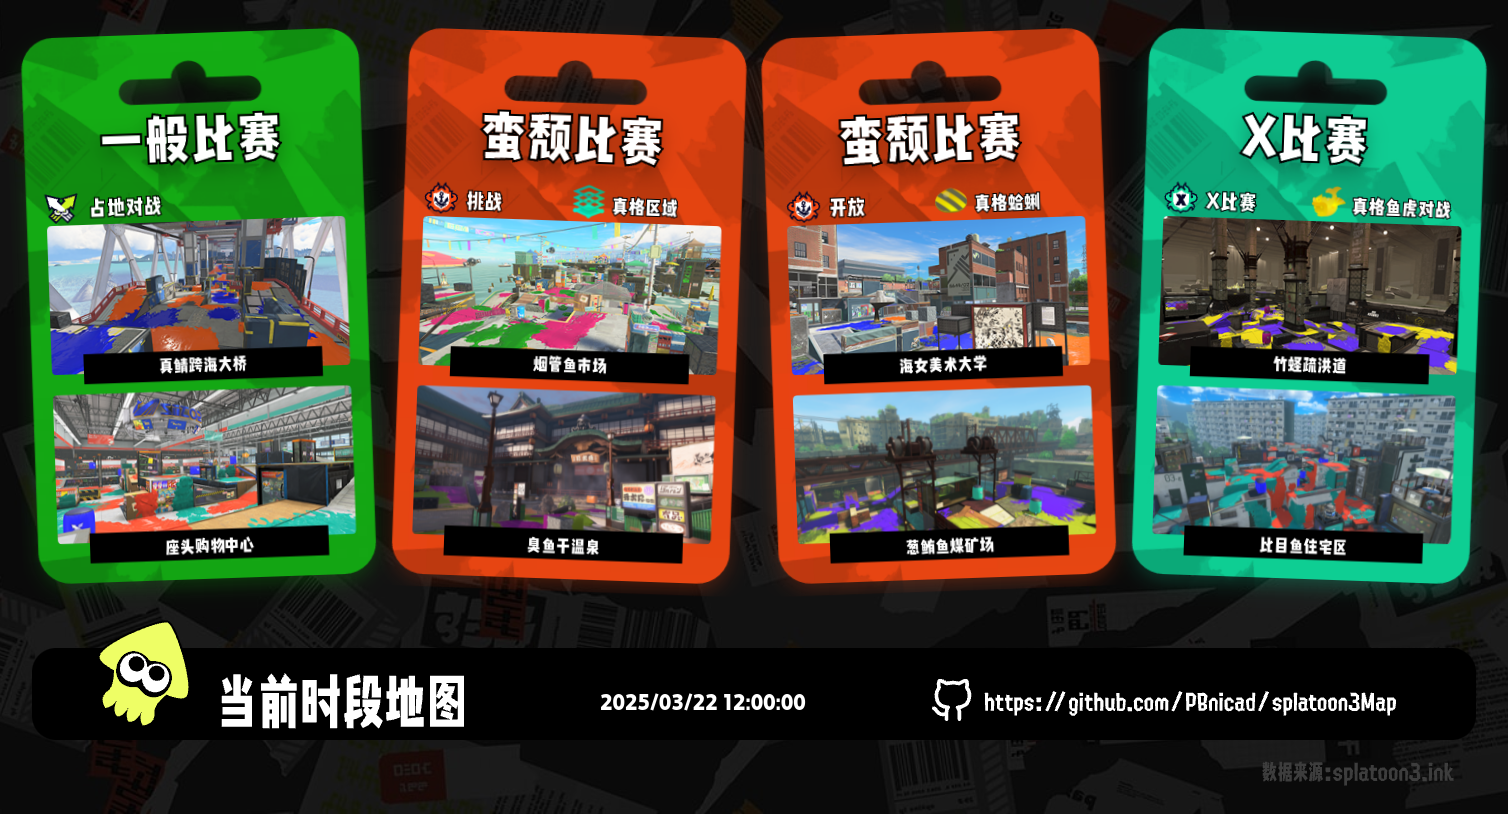 一般比赛
占地对战
真鲭跨海大桥
座头购物中心
蛮颓比赛
挑战
真格区域
烟管鱼市场
臭鱼干温泉
蛮颓比赛
开放
真格蛤蜊
海女美术大学
葱鲔鱼煤矿场
X比赛
X比赛
真格鱼虎对战
竹蛏疏洪道
比目鱼住宅区
当前时段地图
2025/03/22 12:00:00
https://github.com/PBnicad/splatoon3Map
数据来源:splatoon3.ink